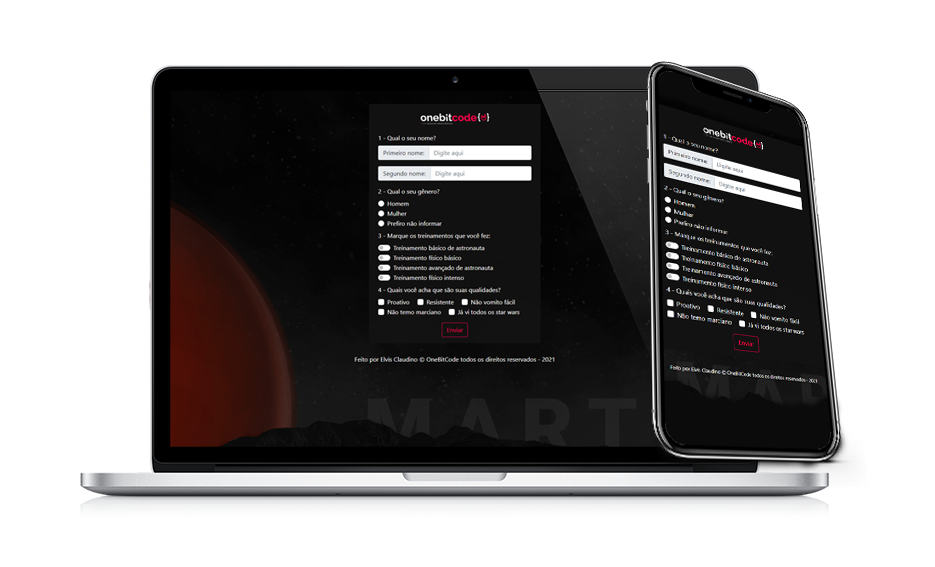 onebitcode{ }
1 - Qual o seu nome?
Primeiro nome: Digite aqui
Segundo nome: Digite aqui
2 - Qual o seu gênero?
Homem
Mulher
Prefiro não informar
3 - Marque os treinamentos que você fez:
Treinamento básico de astronauta
Treinamento físico básico
Treinamento avançado de astronauta
Treinamento físico intenso
4 - Quais você acha que são suas qualidades?
Proativo Resistente Não vomito fácil
Não temo marciano Já vi todos os star wars
Enviar
Feito por Elvis Claudino © OneBitCode todos os direitos reservados - 2021
MART
onebitcode{ }
1 - Qual o seu nome?
Primeiro nome: Digite aqui
Segundo nome: Digite aqui
2 - Qual o seu gênero?
Homem
Mulher
Prefiro não informar
3 - Marque os treinamentos que você fez:
Treinamento básico do astronauta
Treinamento físico básico
Treinamento avançado de astronauta
Treinamento físico intenso
4 - Quais você acha que são suas qualidades?
Proativo Resistente Não vomito fácil
Não temo marciano Já vi todos os star wars
Enviar
Feito por Elvis Claudino © OneBitCode todos os direitos reservados - 2021
MAR